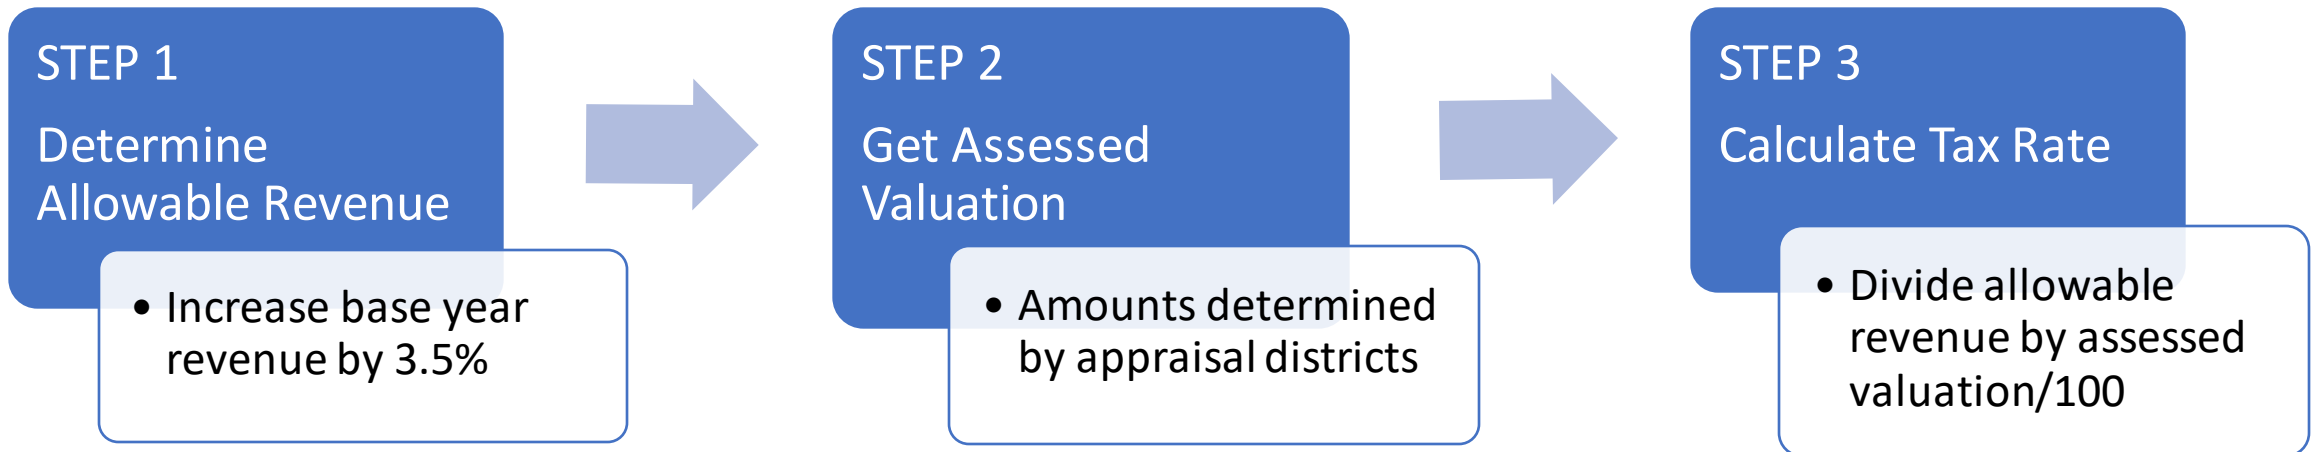 STEP 1
Determine
Allowable Revenue
• Increase base year
revenue by 3.5%
STEP 2
Get Assessed
Valuation
• Amounts determined
by appraisal districts
STEP 3
Calculate Tax Rate
• Divide allowable
revenue by assessed
valuation/100